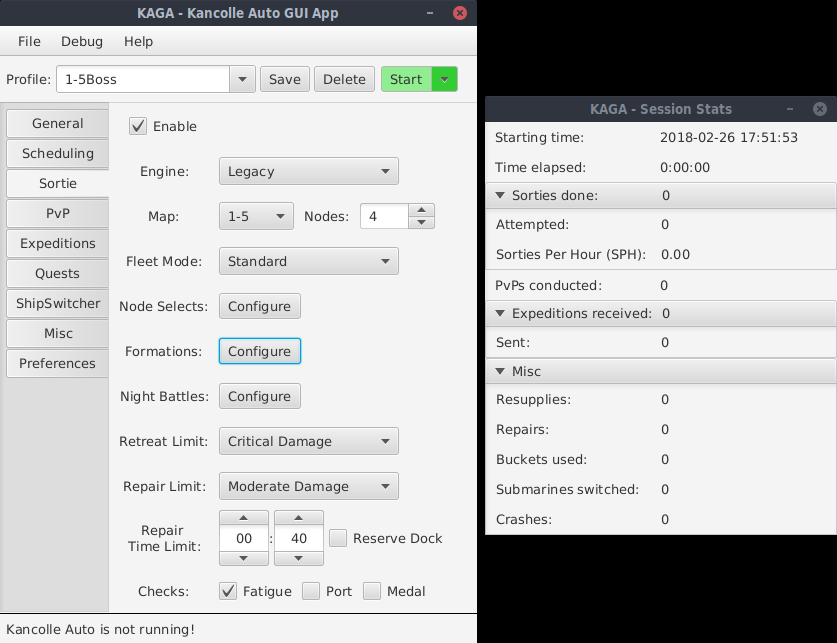 KAGA - Kancolle Auto GUI App
File Debug Help
Profile: 1-5Boss Save Delete Start
General
Scheduling
Sortie
PvP
Expeditions
Quests
ShipSwitcher
Misc
Preferences
Enable
Engine: Legacy
Map: 1-5 Nodes: 4
Fleet Mode: Standard
Node Selects: Configure
Formations: Configure
Night Battles: Configure
Retreat Limit: Critical Damage
Repair Limit: Moderate Damage
Repair
Time Limit: 00 : 40 Reserve Dock
Checks: Fatigue Port Medal
Kancolle Auto is not running!
KAGA - Session Stats
Starting time: 2018-02-26 17:51:53
Time elapsed: 0:00:00
Sorties done: 0
Attempted: 0
Sorties Per Hour (SPH): 0.00
PvPs conducted: 0
Expeditions received: 0
Sent: 0
Misc
Resupplies: 0
Repairs: 0
Buckets used: 0
Submarines switched: 0
Crashes: 0